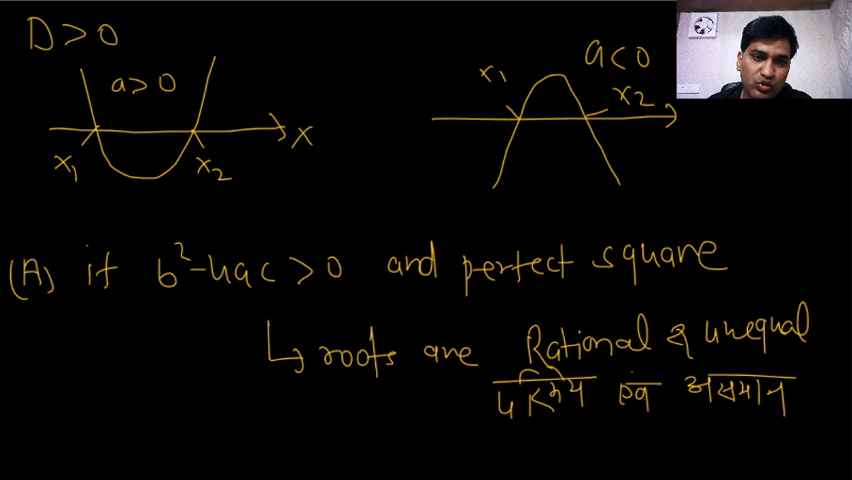 D > 0
a > 0
a < 0
x₁
x₂
X
x₁
x₂
(A) if b²-4ac > 0 and perfect square
↳ roots are Rational & unequal
परिमेय एवं असमान